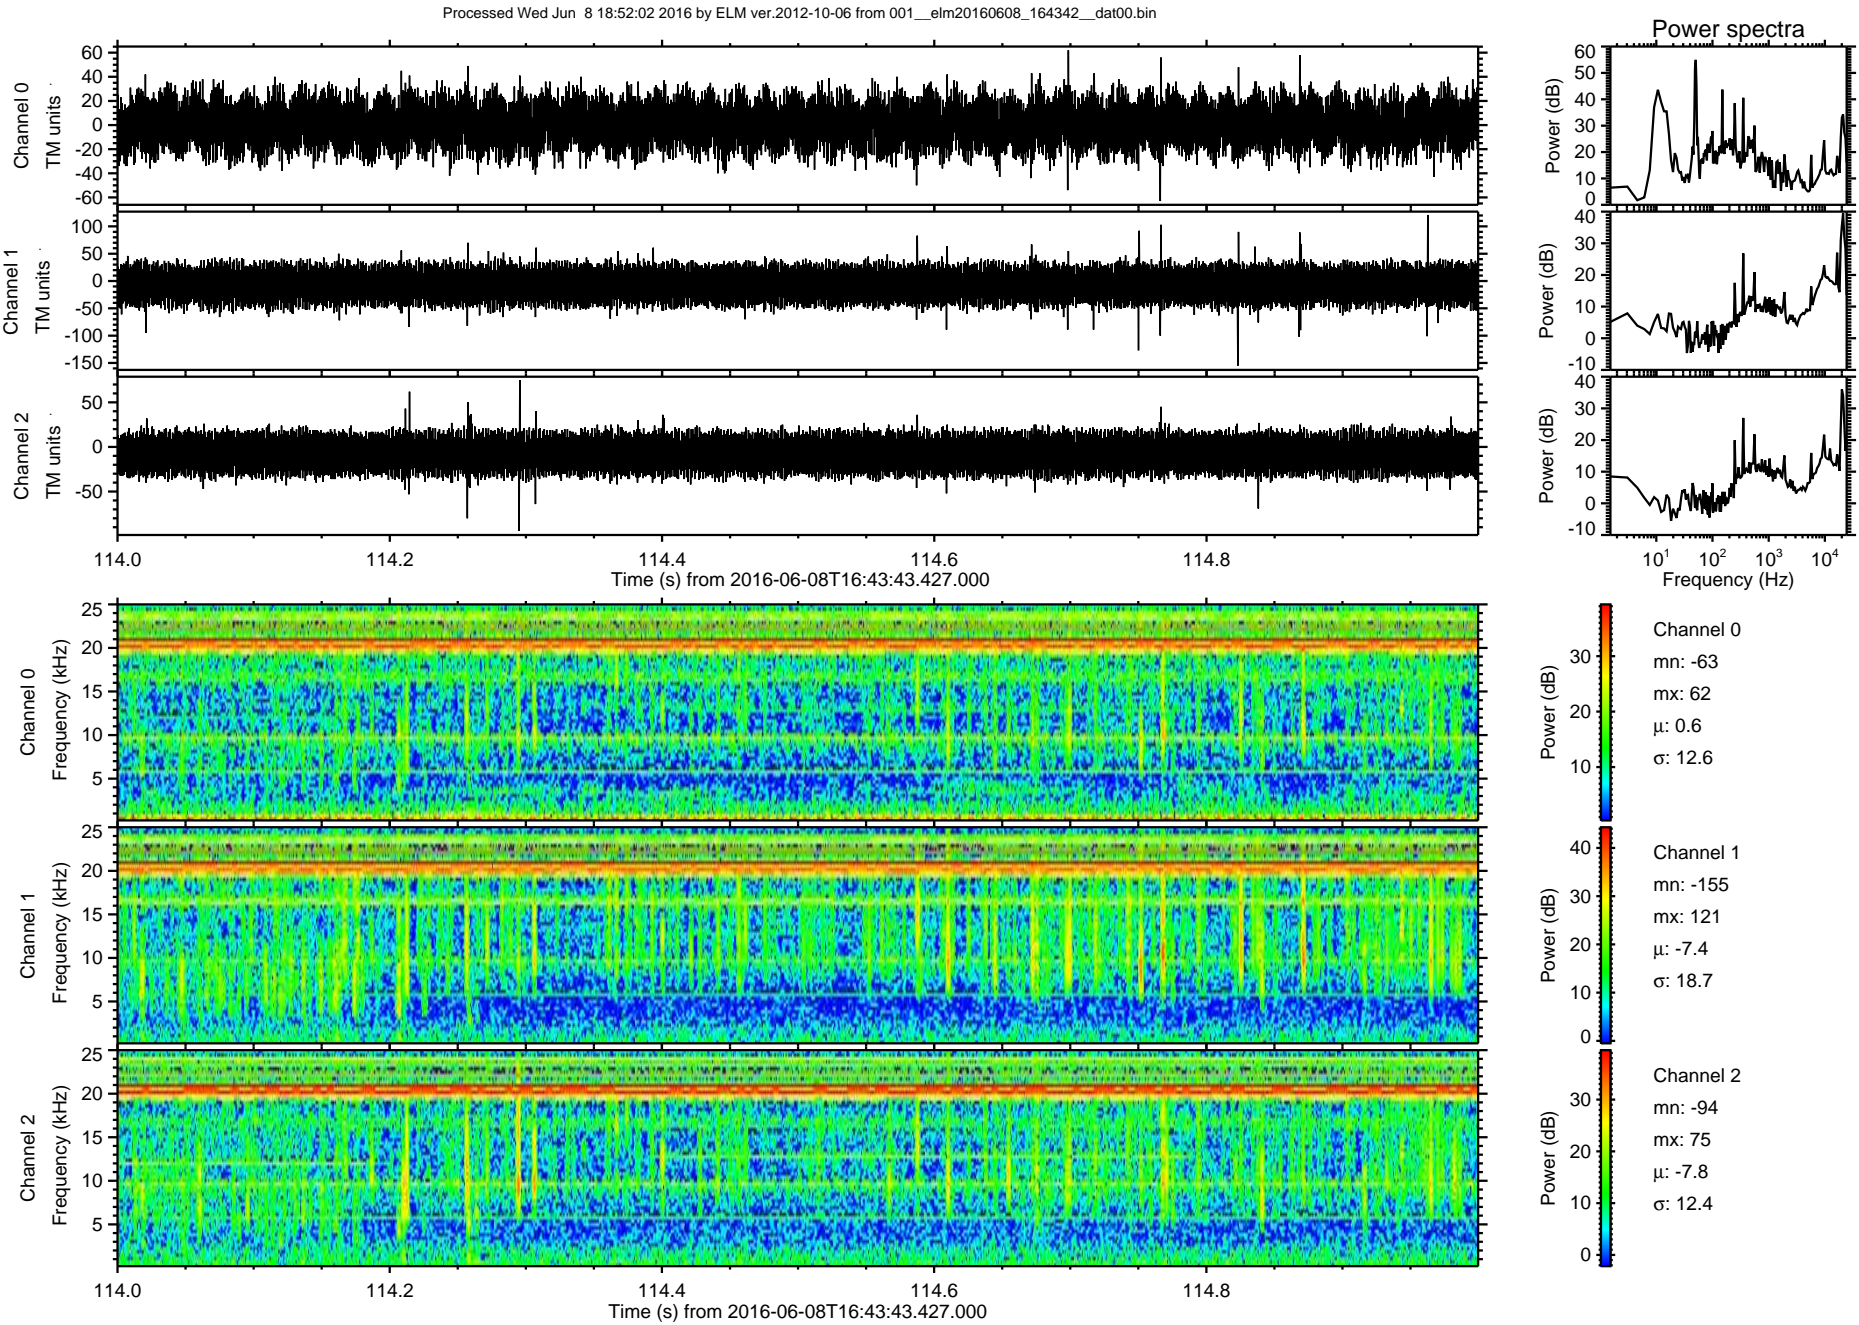 Processed Wed Jun  8 18:52:02 2016 by ELM ver.2012-10-06 from 001__elm20160608_164342__dat00.bin
Power spectra
Channel 0
TM units
60
40
20
0
-20
-40
-60
Power (dB)
60
50
40
30
20
10
0
Channel 1
TM units
100
50
0
-50
-100
-150
Power (dB)
40
30
20
10
0
-10
Channel 2
TM units
50
0
-50
Power (dB)
40
30
20
10
0
-10
114.0 114.2 114.4 114.6 114.8
Time (s) from 2016-06-08T16:43:43.427.000
10^1 10^2 10^3 10^4
Frequency (Hz)
Channel 0
Frequency (kHz)
25
20
15
10
5
Power (dB)
30
20
10
Channel 0
mn: -63
mx: 62
μ: 0.6
σ: 12.6
Channel 1
Frequency (kHz)
25
20
15
10
5
Power (dB)
40
30
20
10
0
Channel 1
mn: -155
mx: 121
μ: -7.4
σ: 18.7
Channel 2
Frequency (kHz)
25
20
15
10
5
Power (dB)
30
20
10
0
Channel 2
mn: -94
mx: 75
μ: -7.8
σ: 12.4
114.0 114.2 114.4 114.6 114.8
Time (s) from 2016-06-08T16:43:43.427.000